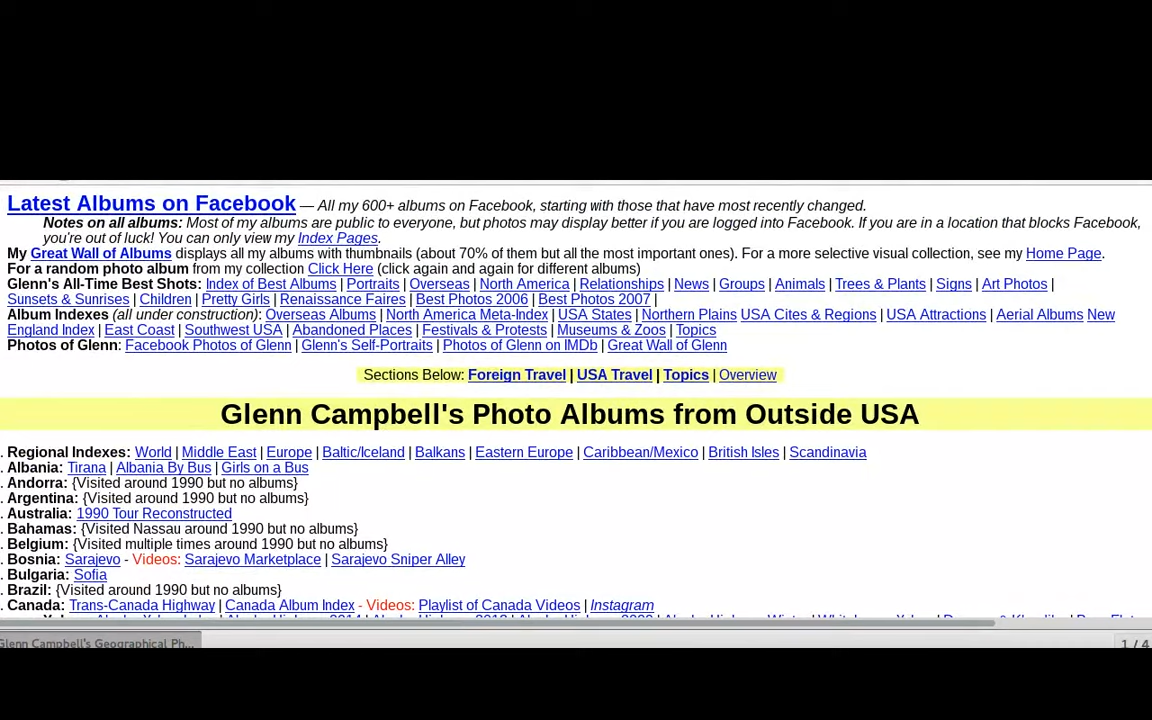 Latest Albums on Facebook — All my 600+ albums on Facebook, starting with those that have most recently changed.
Notes on all albums: Most of my albums are public to everyone, but photos may display better if you are logged into Facebook. If you are in a location that blocks Facebook,
you're out of luck! You can only view my Index Pages.
My Great Wall of Albums displays all my albums with thumbnails (about 70% of them but all the most important ones). For a more selective visual collection, see my Home Page.
For a random photo album from my collection Click Here (click again and again for different albums)
Glenn's All-Time Best Shots: Index of Best Albums | Portraits | Overseas | North America | Relationships | News | Groups | Animals | Trees & Plants | Signs | Art Photos |
Sunsets & Sunrises | Children | Pretty Girls | Renaissance Faires | Best Photos 2006 | Best Photos 2007 |
Album Indexes (all under construction): Overseas Albums | North America Meta-Index | USA States | Northern Plains USA Cites & Regions | USA Attractions | Aerial Albums New
England Index | East Coast | Southwest USA | Abandoned Places | Festivals & Protests | Museums & Zoos | Topics
Photos of Glenn: Facebook Photos of Glenn | Glenn's Self-Portraits | Photos of Glenn on IMDb | Great Wall of Glenn
Sections Below: Foreign Travel | USA Travel | Topics | Overview
Glenn Campbell's Photo Albums from Outside USA
. Regional Indexes: World | Middle East | Europe | Baltic/Iceland | Balkans | Eastern Europe | Caribbean/Mexico | British Isles | Scandinavia
. Albania: Tirana | Albania By Bus | Girls on a Bus
. Andorra: {Visited around 1990 but no albums}
. Argentina: {Visited around 1990 but no albums}
. Australia: 1990 Tour Reconstructed
. Bahamas: {Visited Nassau around 1990 but no albums}
. Belgium: {Visited multiple times around 1990 but no albums}
. Bosnia: Sarajevo - Videos: Sarajevo Marketplace | Sarajevo Sniper Alley
. Bulgaria: Sofia
. Brazil: {Visited around 1990 but no albums}
. Canada: Trans-Canada Highway | Canada Album Index - Videos: Playlist of Canada Videos | Instagram
Glenn Campbell's Geographical Ph...
1 / 4